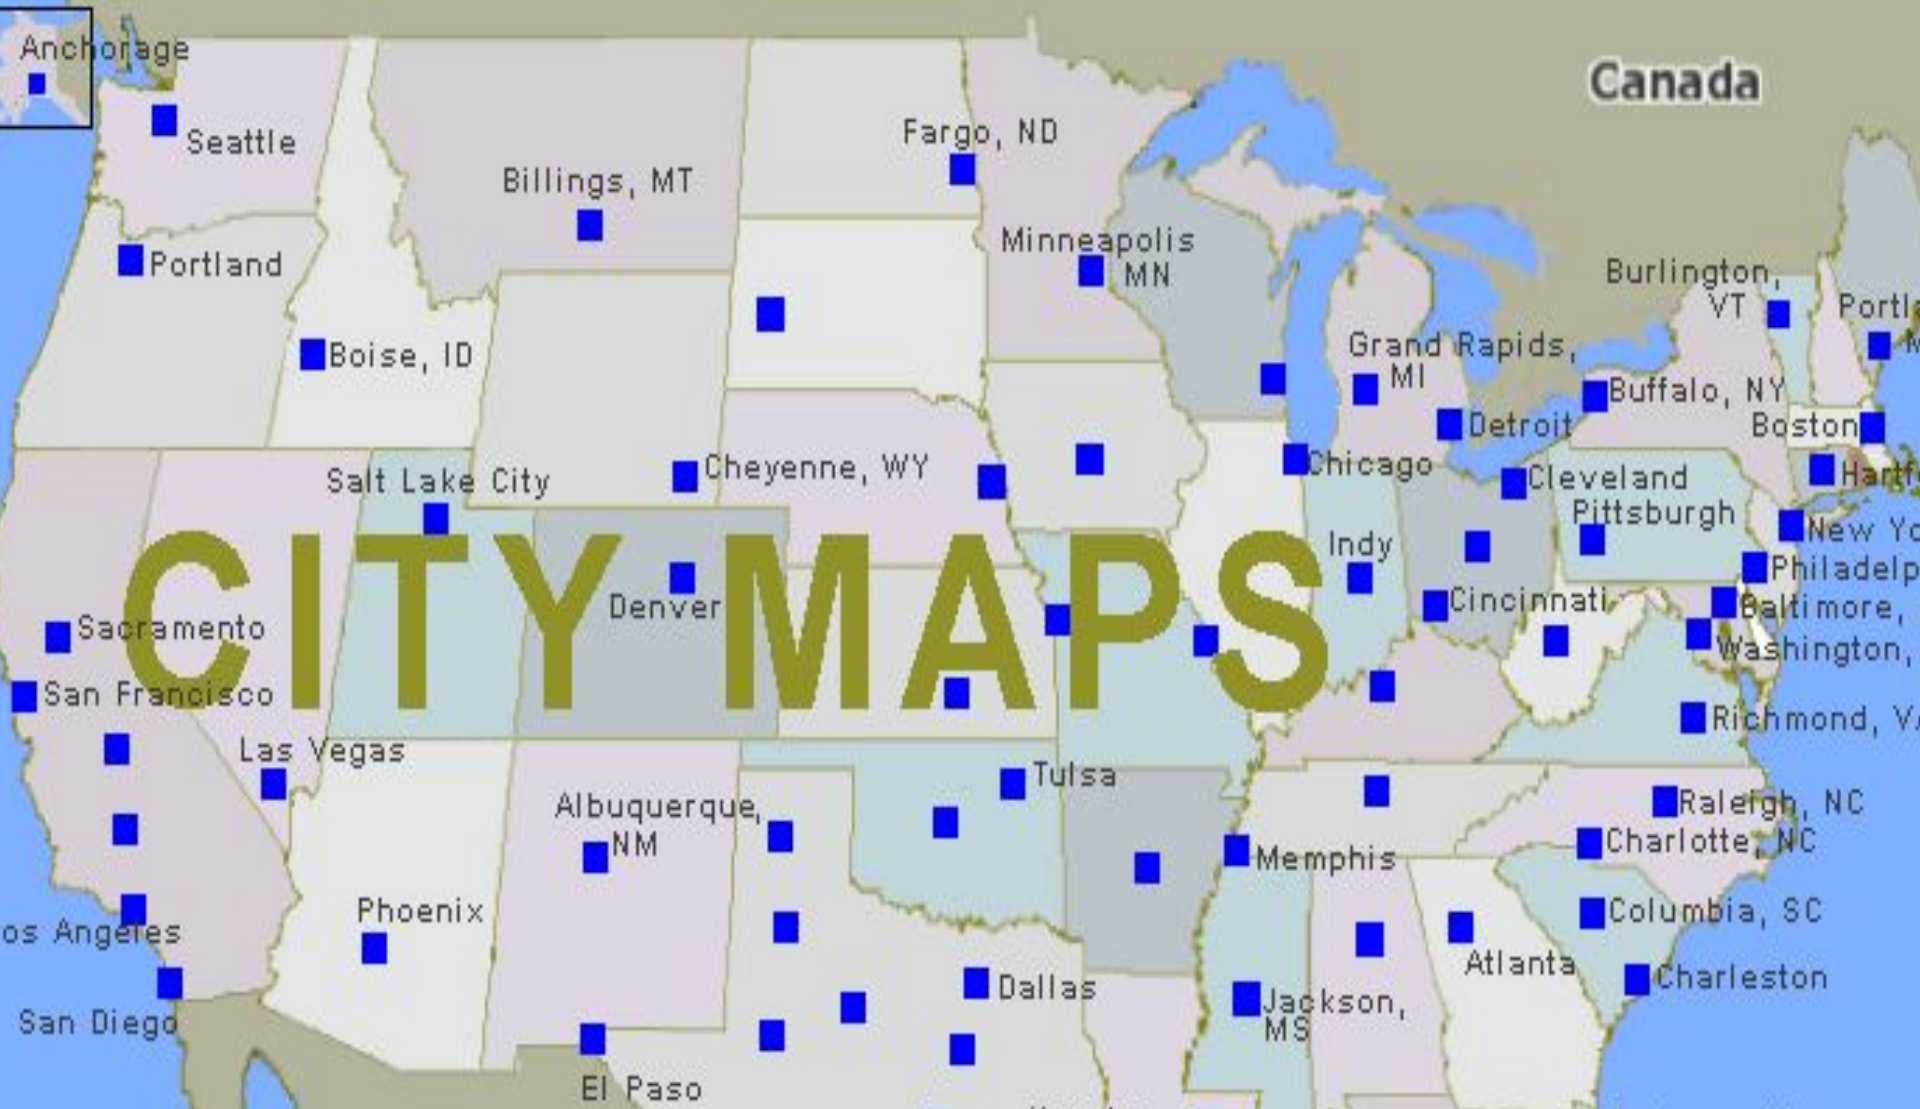 Anchorage
Canada
Seattle
Fargo, ND
Billings, MT
Minneapolis
MN
Portland
Burlington,
VT
Boise, ID
Grand Rapids,
MI
Buffalo, NY
Boston
Detroit
Chicago
Cheyenne, WY
Salt Lake City
Cleveland
Pittsburgh
Indy
CITY MAPS
Denver
Cincinnati
Baltimore,
Washington,
Sacramento
San Francisco
Richmond,
Las Vegas
Tulsa
Albuquerque,
NM
Raleigh, NC
Charlotte, NC
Memphis
Phoenix
Columbia, SC
os Angeles
Atlanta
Charleston
Dallas
Jackson,
MS
San Diego
El Paso